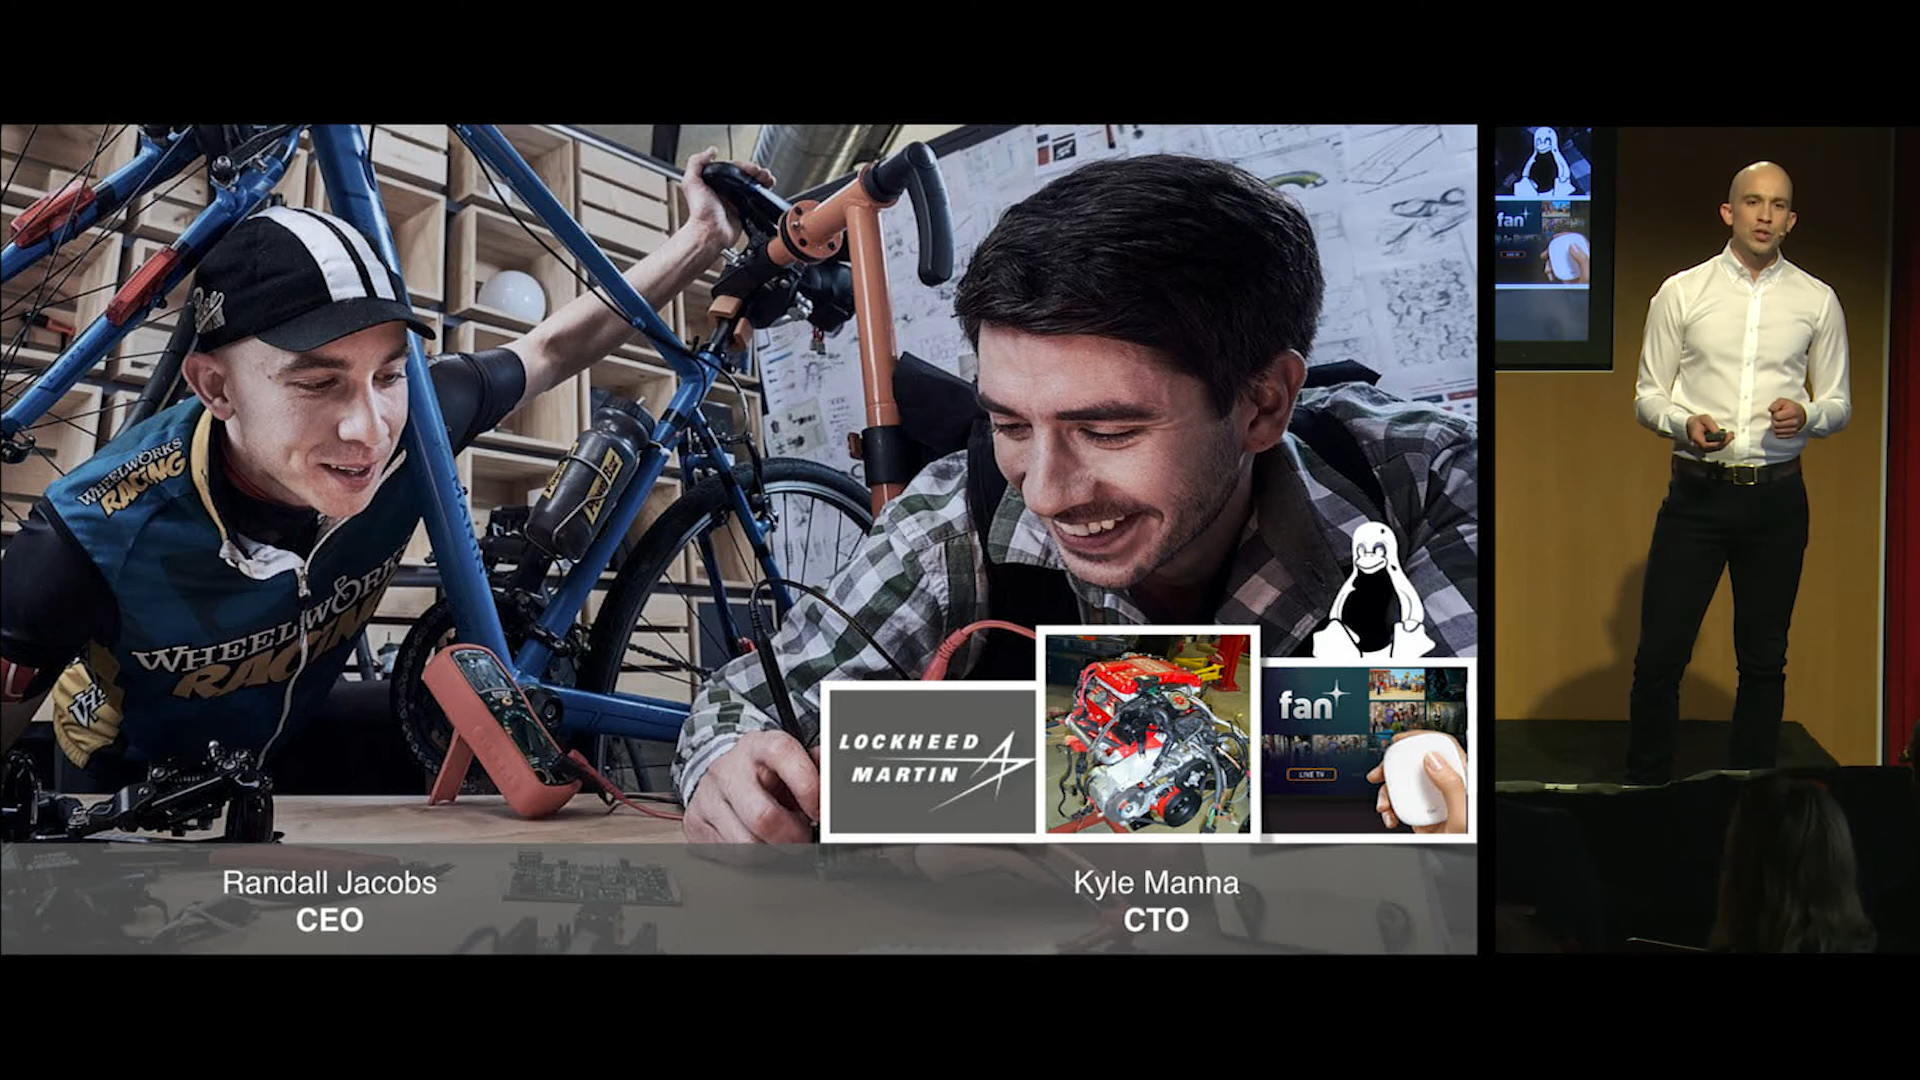 WHEELWORKS
RACING
WHEELWORKS
RACING
LOCKHEED
MARTIN
fan
LIVE TV
Randall Jacobs
CEO
Kyle Manna
CTO
fan